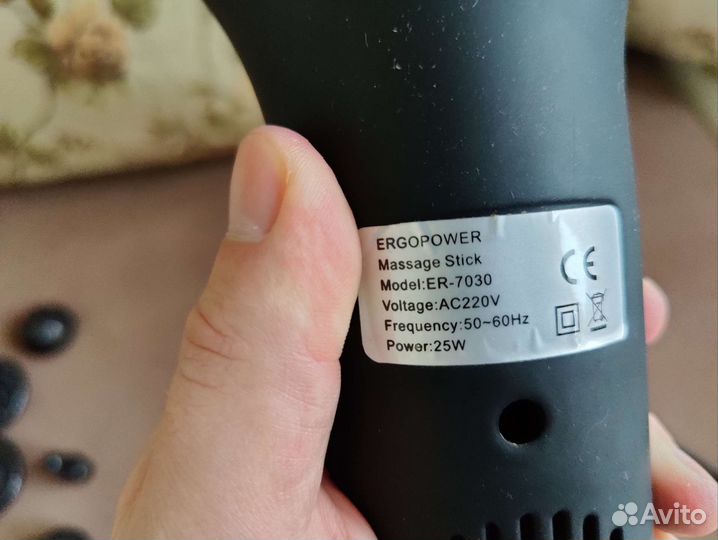 ERGOPOWER
Massage Stick
Model:ER-7030
Voltage:AC220V
Frequency:50~60Hz
Power:25W
CE
Avito